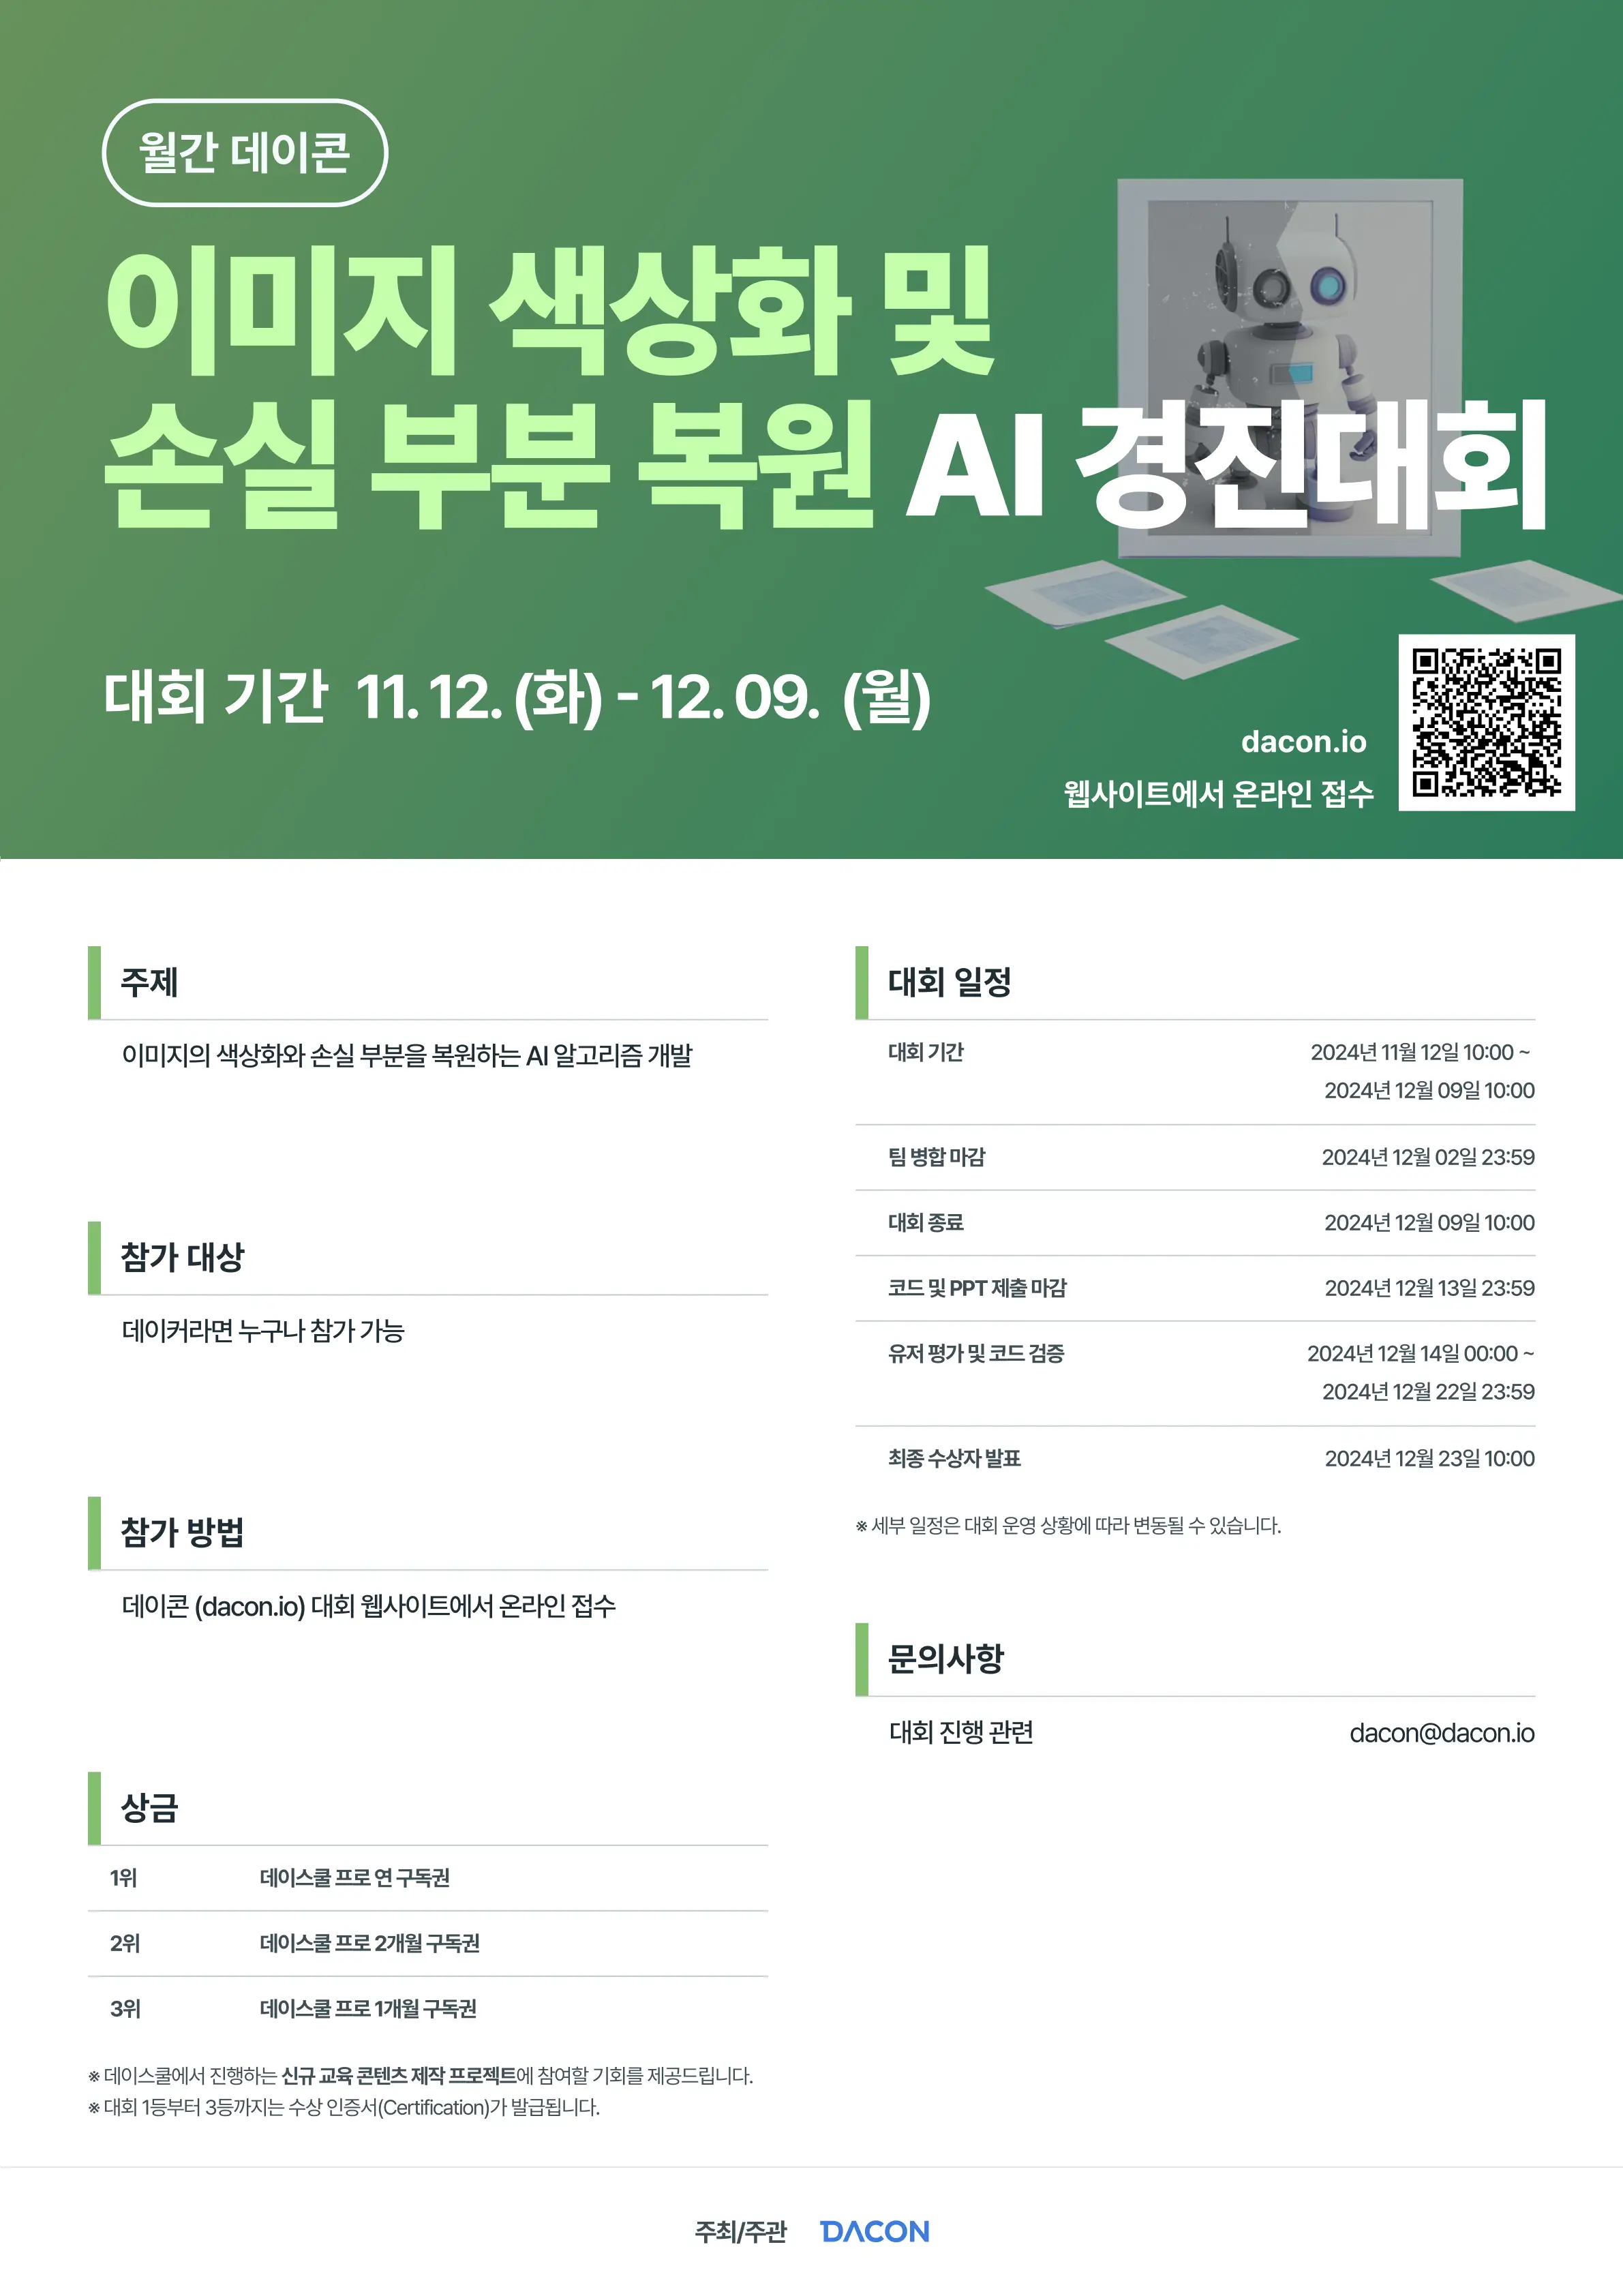 월간 데이콘
이미지 색상화 및
손실 부분 복원 AI 경진대회
대회 기간 11. 12. (화) - 12. 09. (월)
dacon.io
웹사이트에서 온라인 접수
주제
이미지의 색상화와 손실 부분을 복원하는 AI 알고리즘 개발
참가 대상
데이커라면 누구나 참가 가능
참가 방법
데이콘 (dacon.io) 대회 웹사이트에서 온라인 접수
상금
1위 데이스쿨 프로 연 구독권
2위 데이스쿨 프로 2개월 구독권
3위 데이스쿨 프로 1개월 구독권
※ 데이스쿨에서 진행하는 신규 교육 콘텐츠 제작 프로젝트에 참여할 기회를 제공드립니다.
※ 대회 1등부터 3등까지는 수상 인증서(Certification)가 발급됩니다.
대회 일정
대회 기간 2024년 11월 12일 10:00 ~
2024년 12월 09일 10:00
팀 병합 마감 2024년 12월 02일 23:59
대회 종료 2024년 12월 09일 10:00
코드 및 PPT 제출 마감 2024년 12월 13일 23:59
유저 평가 및 코드 검증 2024년 12월 14일 00:00 ~
2024년 12월 22일 23:59
최종 수상자 발표 2024년 12월 23일 10:00
※ 세부 일정은 대회 운영 상황에 따라 변동될 수 있습니다.
문의사항
대회 진행 관련 dacon@dacon.io
주최/주관 DACON